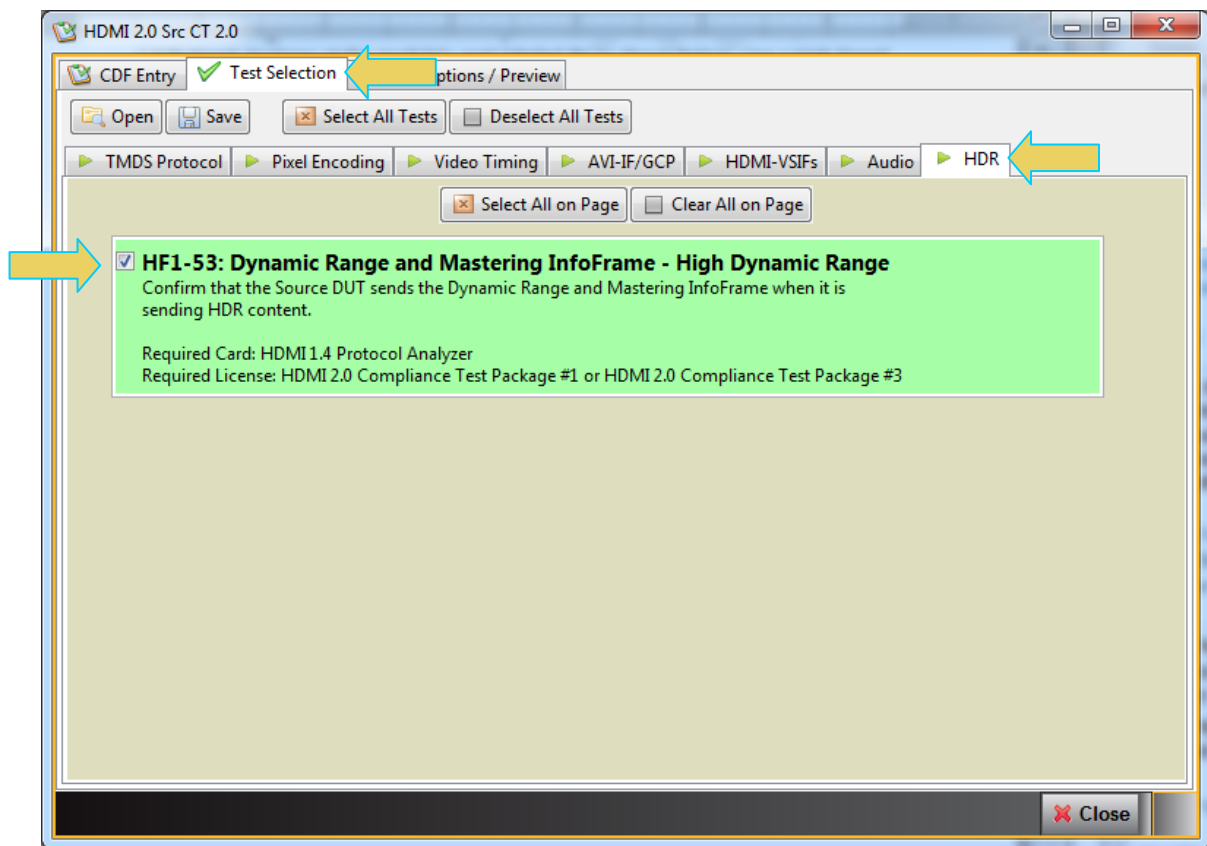 HDMI 2.0 Src CT 2.0
CDF Entry Test Selection ptions / Preview
Open Save Select All Tests Deselect All Tests
TMDS Protocol Pixel Encoding Video Timing AVI-IF/GCP HDMI-VSIFs Audio HDR
Select All on Page Clear All on Page
HF1-53: Dynamic Range and Mastering InfoFrame - High Dynamic Range
Confirm that the Source DUT sends the Dynamic Range and Mastering InfoFrame when it is
sending HDR content.
Required Card: HDMI 1.4 Protocol Analyzer
Required License: HDMI 2.0 Compliance Test Package #1 or HDMI 2.0 Compliance Test Package #3
Close